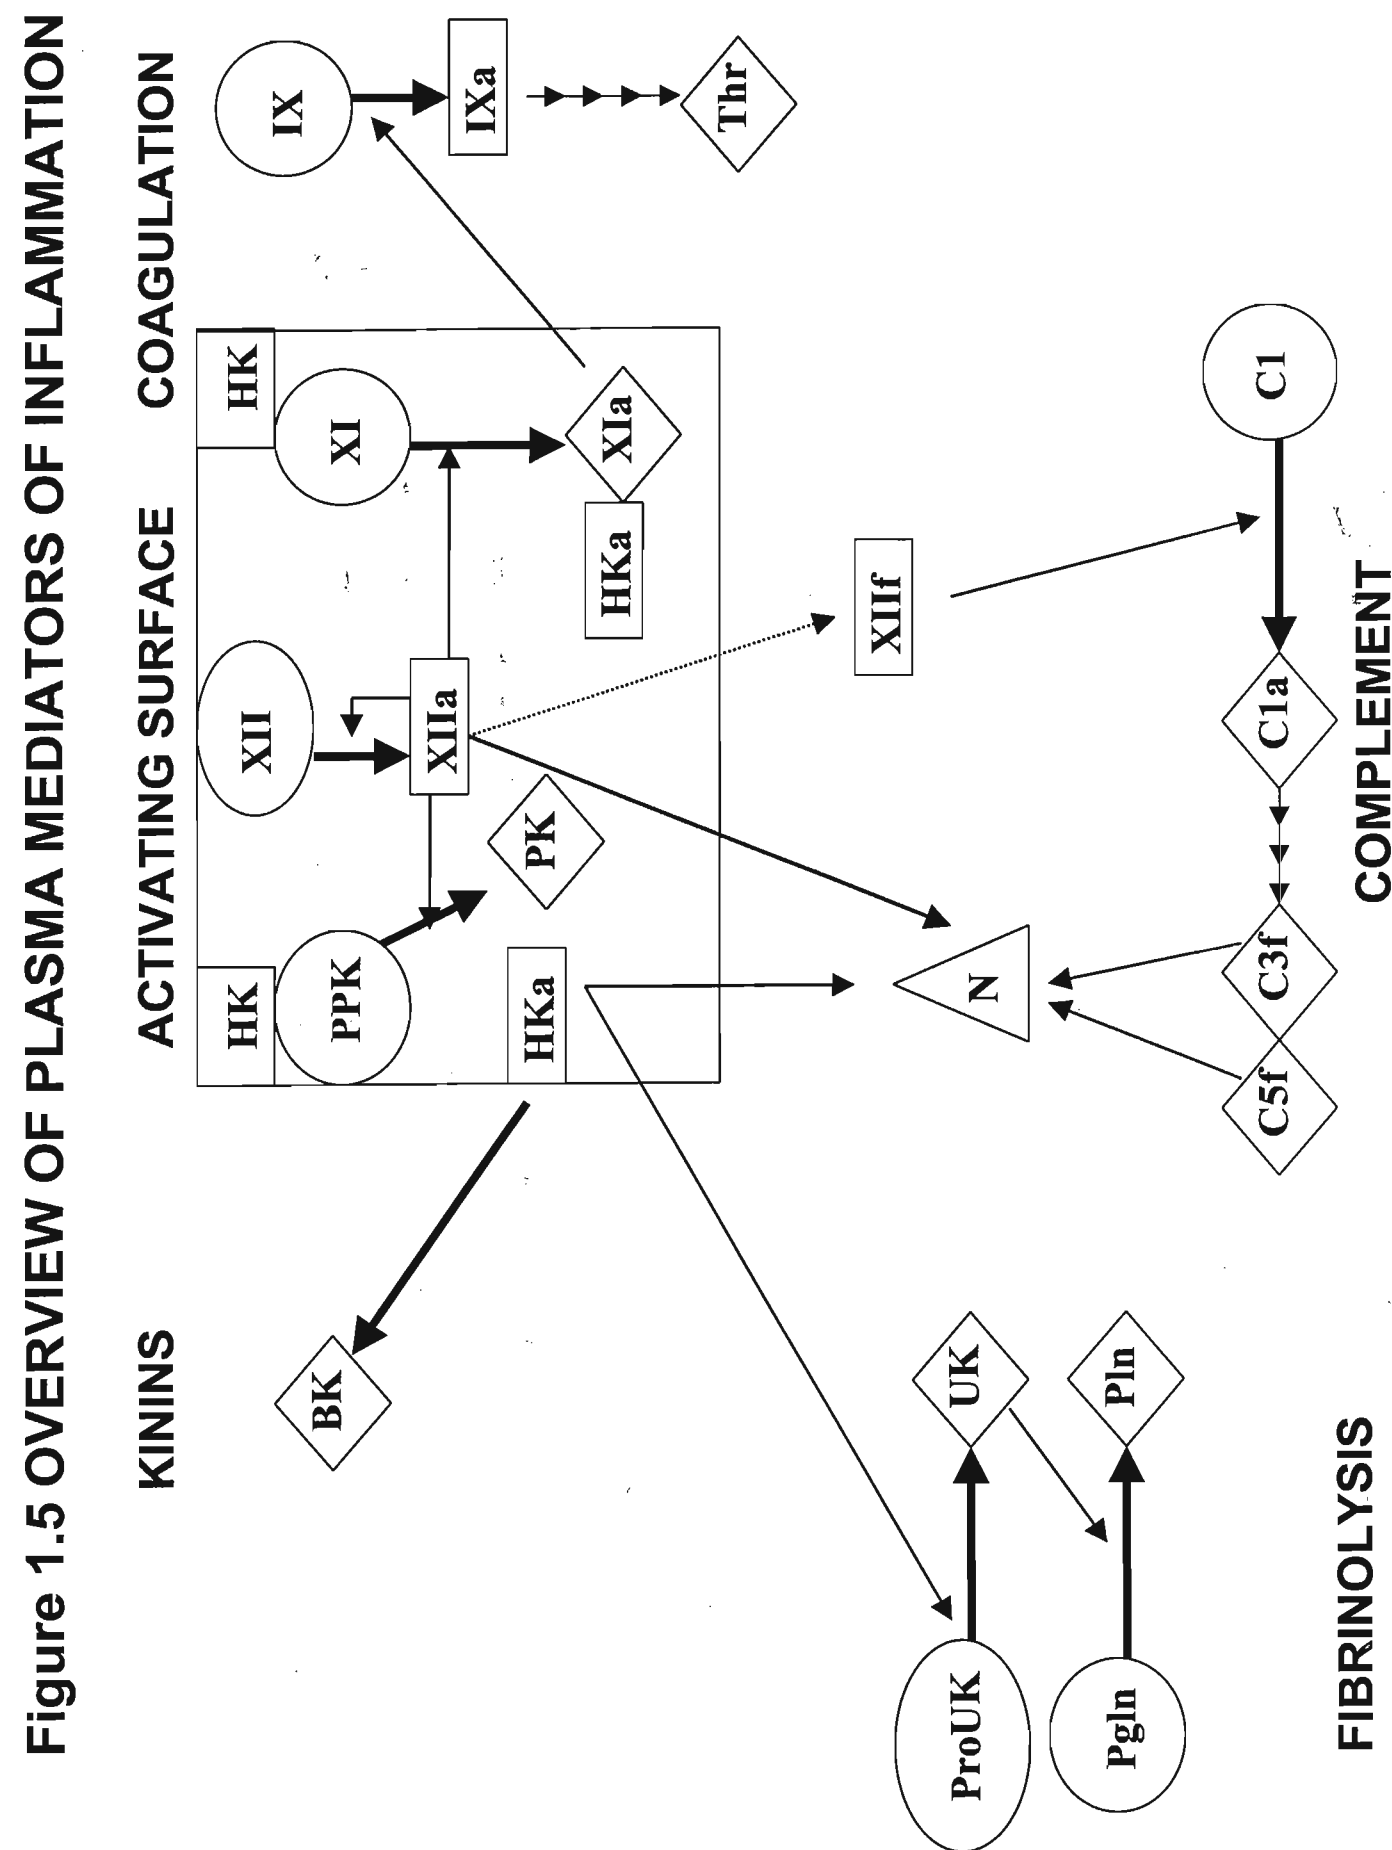 Figure 1.5 OVERVIEW OF PLASMA MEDIATORS OF INFLAMMATION
KININS
ACTIVATING SURFACE
COAGULATION
HK
HK
XII
IX
BK
PPK
XI
XIIa
IXa
HKa
PK
HKa
XIa
Thr
XIIf
ProUK
UK
N
Pgln
Pln
C5f
C3f
C1a
C1
FIBRINOLYSIS
COMPLEMENT